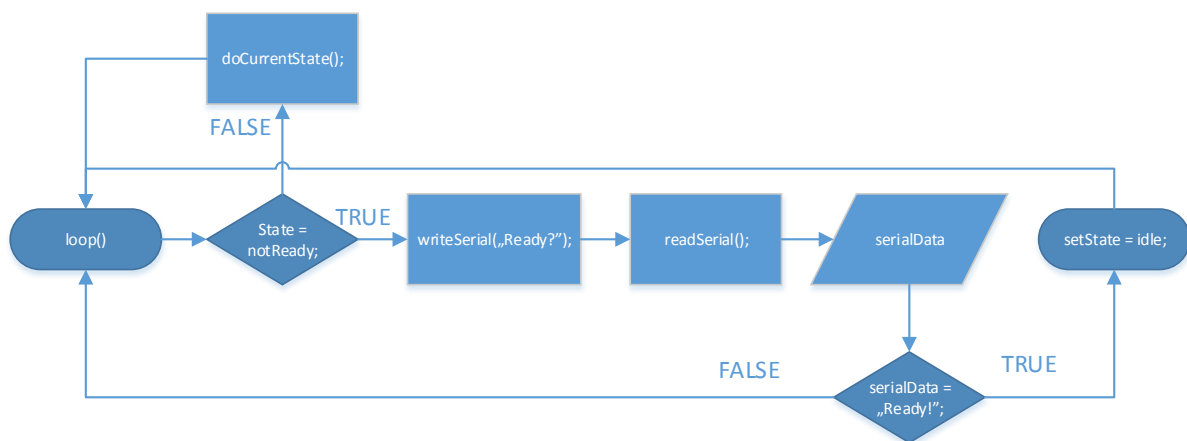 doCurrentState();
FALSE
loop()
State =
notReady;
TRUE
writeSerial(„Ready?”);
readSerial();
serialData
setState = idle;
FALSE
serialData =
„Ready!”;
TRUE